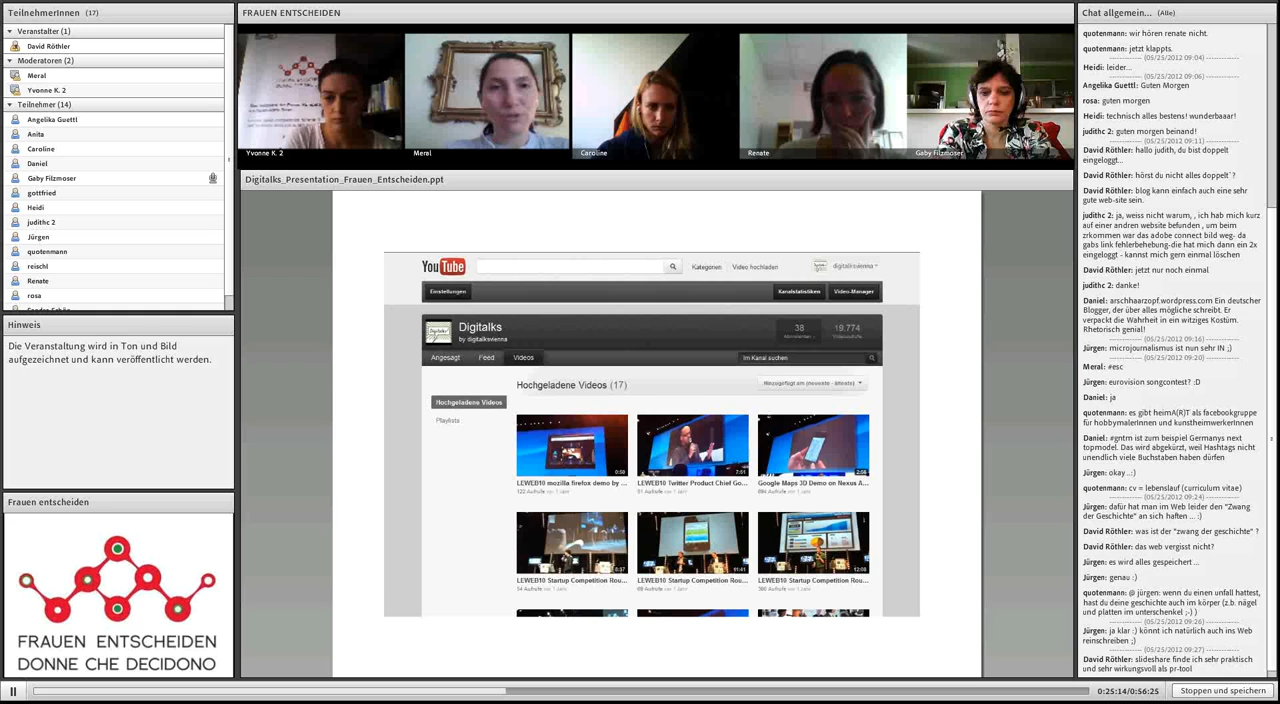 TeilnehmerInnen (17)
Veranstalter (1)
David Röthler
Moderatoren (2)
Meral
Yvonne K. 2
Teilnehmer (14)
Angelika Guettl
Anita
Caroline
Daniel
Gaby Filzmoser
gottfried
Heidi
judithc 2
Jürgen
quotenmann
reischl
Renate
rosa
Hinweis
Die Veranstaltung wird in Ton und Bild
aufgezeichnet und kann veröffentlicht werden.
Frauen entscheiden
FRAUEN ENTSCHEIDEN
DONNE CHE DECIDONO
FRAUEN ENTSCHEIDEN
Yvonne K. 2
Meral
Caroline
Renate
Gaby Filzmoser
Digitalks_Presentation_Frauen_Entscheiden.ppt
YouTube
Kategorien
Video hochladen
digitalksvienna
Einstellungen
Kanalstatistiken
Video-Manager
Digitalks
by digitalksvienna
38
19.774
Angesagt
Feed
Videos
Im Kanal suchen
Hochgeladene Videos (17)
Hinzugefügt am (neueste - älteste)
Hochgeladene Videos
Playlists
0:58
7:51
2:58
LEWEB10 mozilla firefox demo by ...
LEWEB10 Twitter Product Chief Go...
Google Maps 3D Demo on Nexus A...
LEWEB10 Startup Competition Rou...
LEWEB10 Startup Competition Rou...
LEWEB10 Startup Competition Rou...
Chat allgemein... (Alle)
quotenmann: wir hören renate nicht.
quotenmann: jetzt klappts.
(05/25/2012 09:04)
Heidi: leider...
(05/25/2012 09:06)
Angelika Guettl: Guten Morgen
rosa: guten morgen
Heidi: technisch alles bestens! wunderbaaar!
judithc 2: guten morgen beinand!
(05/25/2012 09:11)
David Röthler: hallo judith, du bist doppelt
eingeloggt...
David Röthler: hörst du nicht alles doppelt´?
David Röthler: blog kann einfach auch eine sehr
gute web-site sein.
judithc 2: ja, weiss nicht warum, , ich hab mich kurz
auf einer andren website befunden , um beim
zrkommen war das adobe connect bild weg- da
gabs link fehlerbehebung-die hat mich dann ein 2x
eingeloggt - kannst mich gern einmal löschen
David Röthler: jetzt nur noch einmal
judithc 2: danke!
Daniel: arschhaarzopf.wordpress.com Ein deutscher
Blogger, der über alles mögliche schreibt. Er
verpackt die Wahrheit in ein witziges Kostüm.
Rhetorisch genial!
(05/25/2012 09:16)
Jürgen: microjournalismus ist nun sehr IN ;)
(05/25/2012 09:20)
Meral: #esc
Jürgen: eurovision songcontest? :D
Daniel: ja
quotenmann: es gibt heimA(R)T als facebookgruppe
für hobbymalerInnen und kunstheimwerkerInnen
Daniel: #gntm ist zum beispiel Germanys next
topmodel. Das wird abgekürzt, weil Hashtags nicht
unendlich viele Buchstaben haben dürfen
Jürgen: okay ..:)
quotenmann: cv = lebenslauf (curriculum vitae)
(05/25/2012 09:24)
Jürgen: dafür hat man im Web leider den "Zwang
der Geschichte" an sich haften ... :)
David Röthler: was ist der "zwang der geschichte" ?
David Röthler: das web vergisst nicht?
Jürgen: es wird alles gespeichert ...
Jürgen: genau :)
quotenmann: @ jürgen: wenn du einen unfall hattest,
hast du deine geschichte auch im körper (z.b. nägel
und platten im unterschenkel ;-) )
(05/25/2012 09:26)
Jürgen: ja klar :) könnt ich natürlich auch ins Web
reinschreiben ;)
(05/25/2012 09:27)
David Röthler: slideshare finde ich sehr praktisch
und sehr wirkungsvoll als pr-tool
0:25:14/0:56:25
Stoppen und speichern